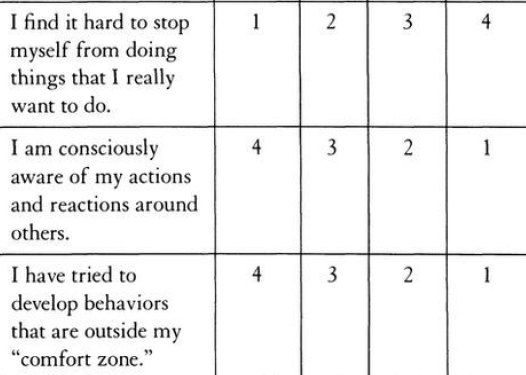 I find it hard to stop 1 2 3 4
myself from doing
things that I really
want to do.
I am consciously 4 3 2 1
aware of my actions
and reactions around
others.
I have tried to 4 3 2 1
develop behaviors
that are outside my
“comfort zone.”